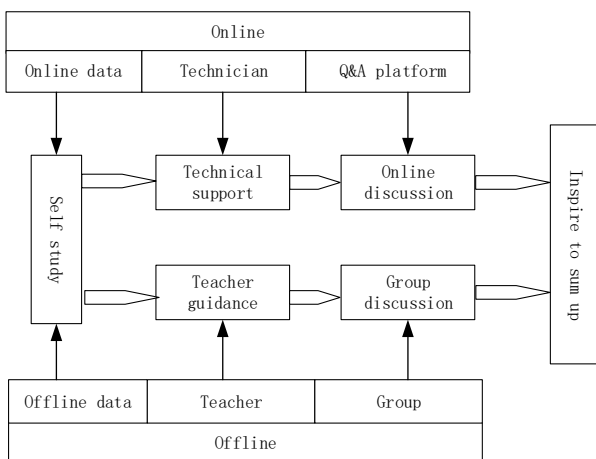 Online
Online data
Technician
Q&A platform
Self study
Technical
support
Online
discussion
Inspire to sum up
Teacher
guidance
Group
discussion
Offline data
Teacher
Group
Offline